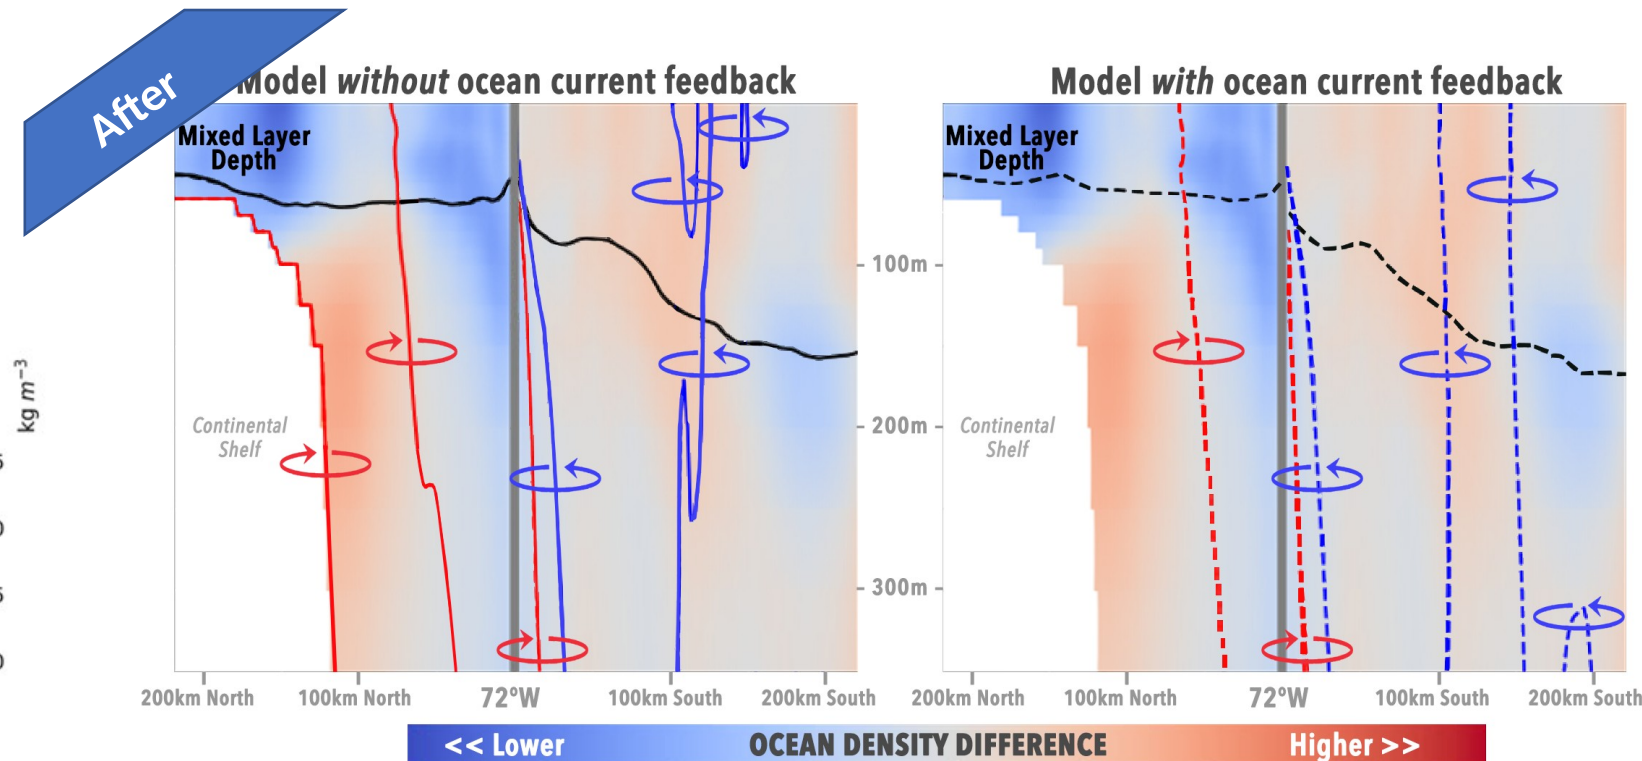 After
Model without ocean current feedback
Model with ocean current feedback
Mixed Layer
Depth
Mixed Layer
Depth
100m
200m
300m
kg m⁻³
Continental
Shelf
Continental
Shelf
200km North
100km North
72°W
100km South
200km South
200km North
100km North
72°W
100km South
200km South
<< Lower
OCEAN DENSITY DIFFERENCE
Higher >>